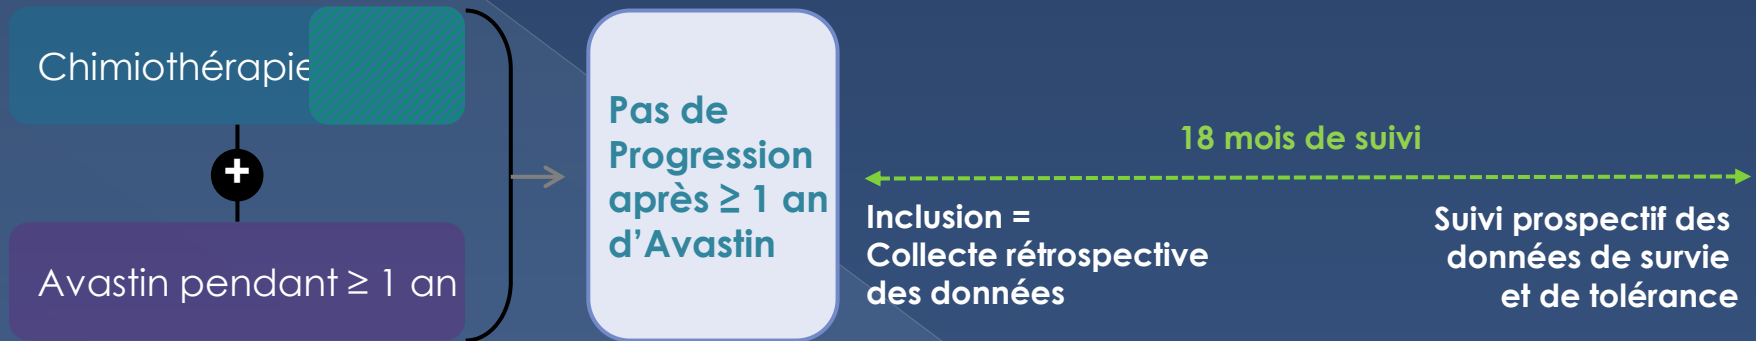 Chimiothérapie
+
Avastin pendant ≥ 1 an
Pas de
Progression
après ≥ 1 an
d’Avastin
18 mois de suivi
Inclusion =
Collecte rétrospective
des données
Suivi prospectif des
données de survie
et de tolérance